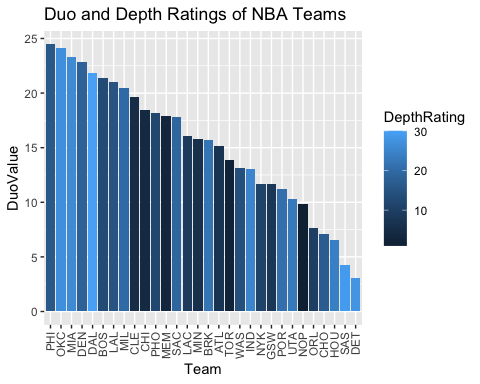 Duo and Depth Ratings of NBA Teams
25
20
15
10
5
0
DuoValue
PHI OKC MIA DEN DAL BOS LAL MIL CLE CHI PHO MEM SAC LAC MIN BRK ATL TOR WAS IND NYK GSW POR UTA NOP ORL CHO HOU SAS DET
Team
DepthRating
30
20
10